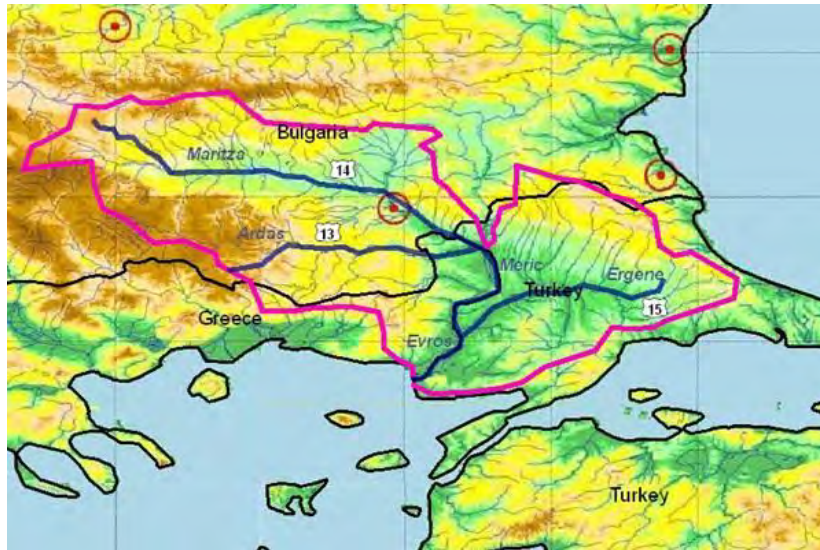 Bulgaria
Maritza
14
Ardas
13
Meric
Ergene
Turkey
15
Greece
Evros
Turkey